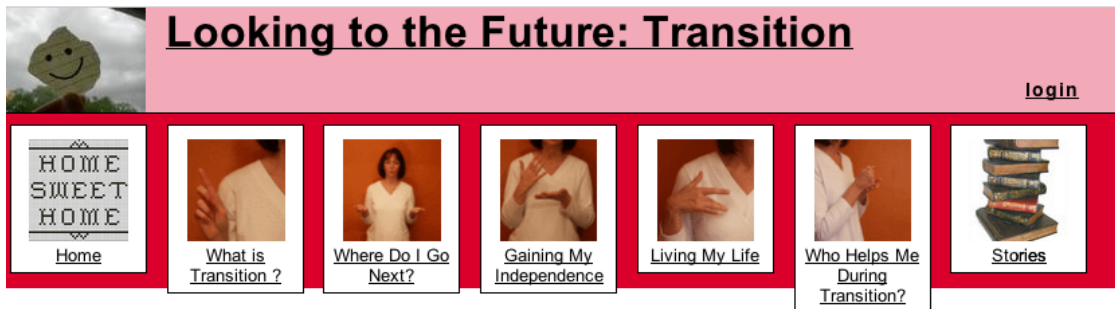 Looking to the Future: Transition
login
HOME
SWEET
HOME
Home
What is
Transition ?
Where Do I Go
Next?
Gaining My
Independence
Living My Life
Who Helps Me
During
Transition?
Stories